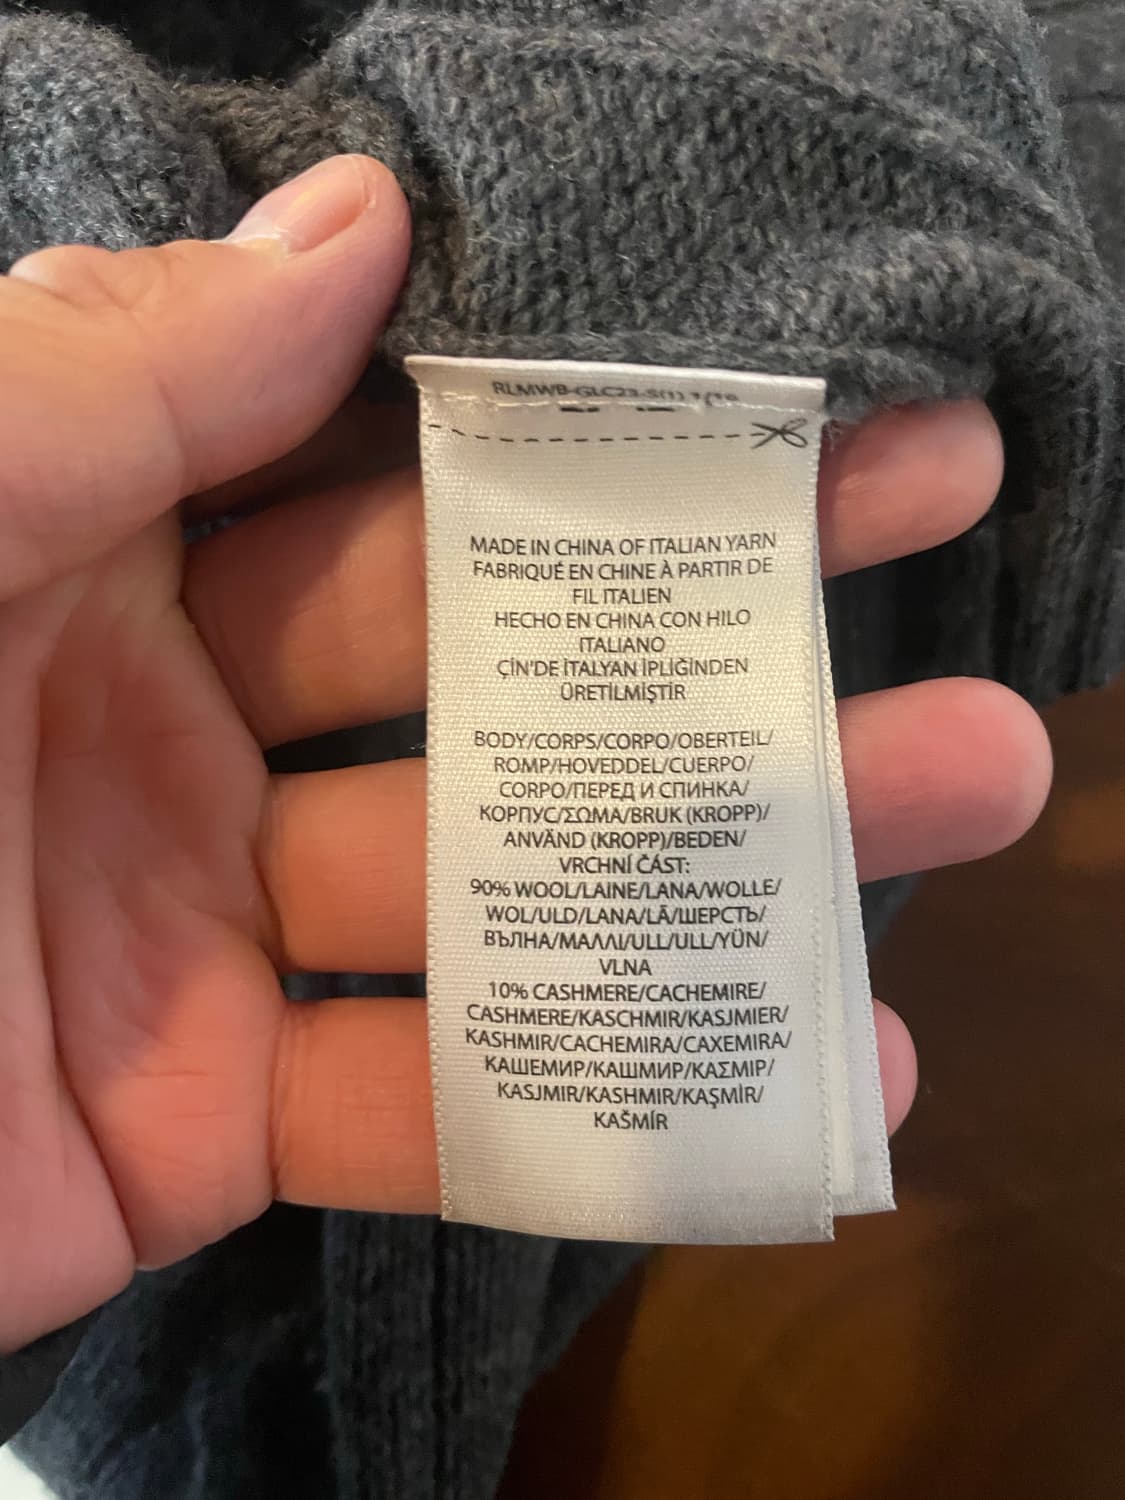 RLMWB-GLC23-S(1)
MADE IN CHINA OF ITALIAN YARN
FABRIQUÉ EN CHINE À PARTIR DE
FIL ITALIEN
HECHO EN CHINA CON HILO
ITALIANO
ÇİN'DE İTALYAN İPLİĞİNDEN
ÜRETİLMİŞTİR
BODY/CORPS/CORPO/OBERTEIL/
ROMP/HOVEDDEL/CUERPO/
CORPO/ПЕРЕД И СПИНКА/
КОРПУС/ΣΩΜΑ/BRUK (KROPP)/
ANVÄND (KROPP)/BEDEN/
VRCHNÍ ČÁST:
90% WOOL/LAINE/LANA/WOLLE/
WOL/ULD/LANA/LÃ/ШЕРСТЬ/
ВЪЛНА/ΜΑΛΛΙ/ULL/ULL/YÜN/
VLNA
10% CASHMERE/CACHEMIRE/
CASHMERE/KASCHMIR/KASJMIER/
KASHMIR/CACHEMIRA/CAXEMIRA/
КАШЕМИР/КАШМИР/ΚΑΣΜΙΡ/
KASJMIR/KASHMIR/KAŞMİR/
KAŠMÍR